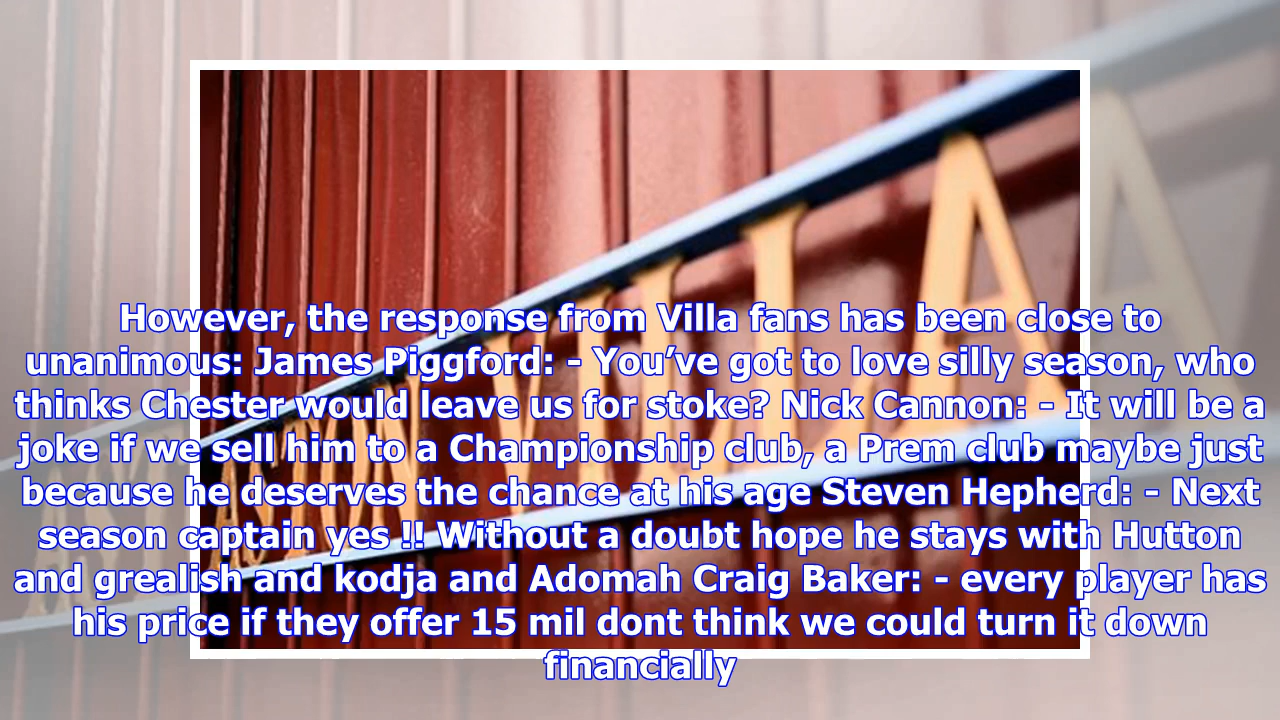 ASTON VILLA
However, the response from Villa fans has been close to
unanimous: James Piggford: - You’ve got to love silly season, who
thinks Chester would leave us for stoke? Nick Cannon: - It will be a
joke if we sell him to a Championship club, a Prem club maybe just
because he deserves the chance at his age Steven Hepherd: - Next
season captain yes !! Without a doubt hope he stays with Hutton
and grealish and kodja and Adomah Craig Baker: - every player has
his price if they offer 15 mil dont think we could turn it down
financially